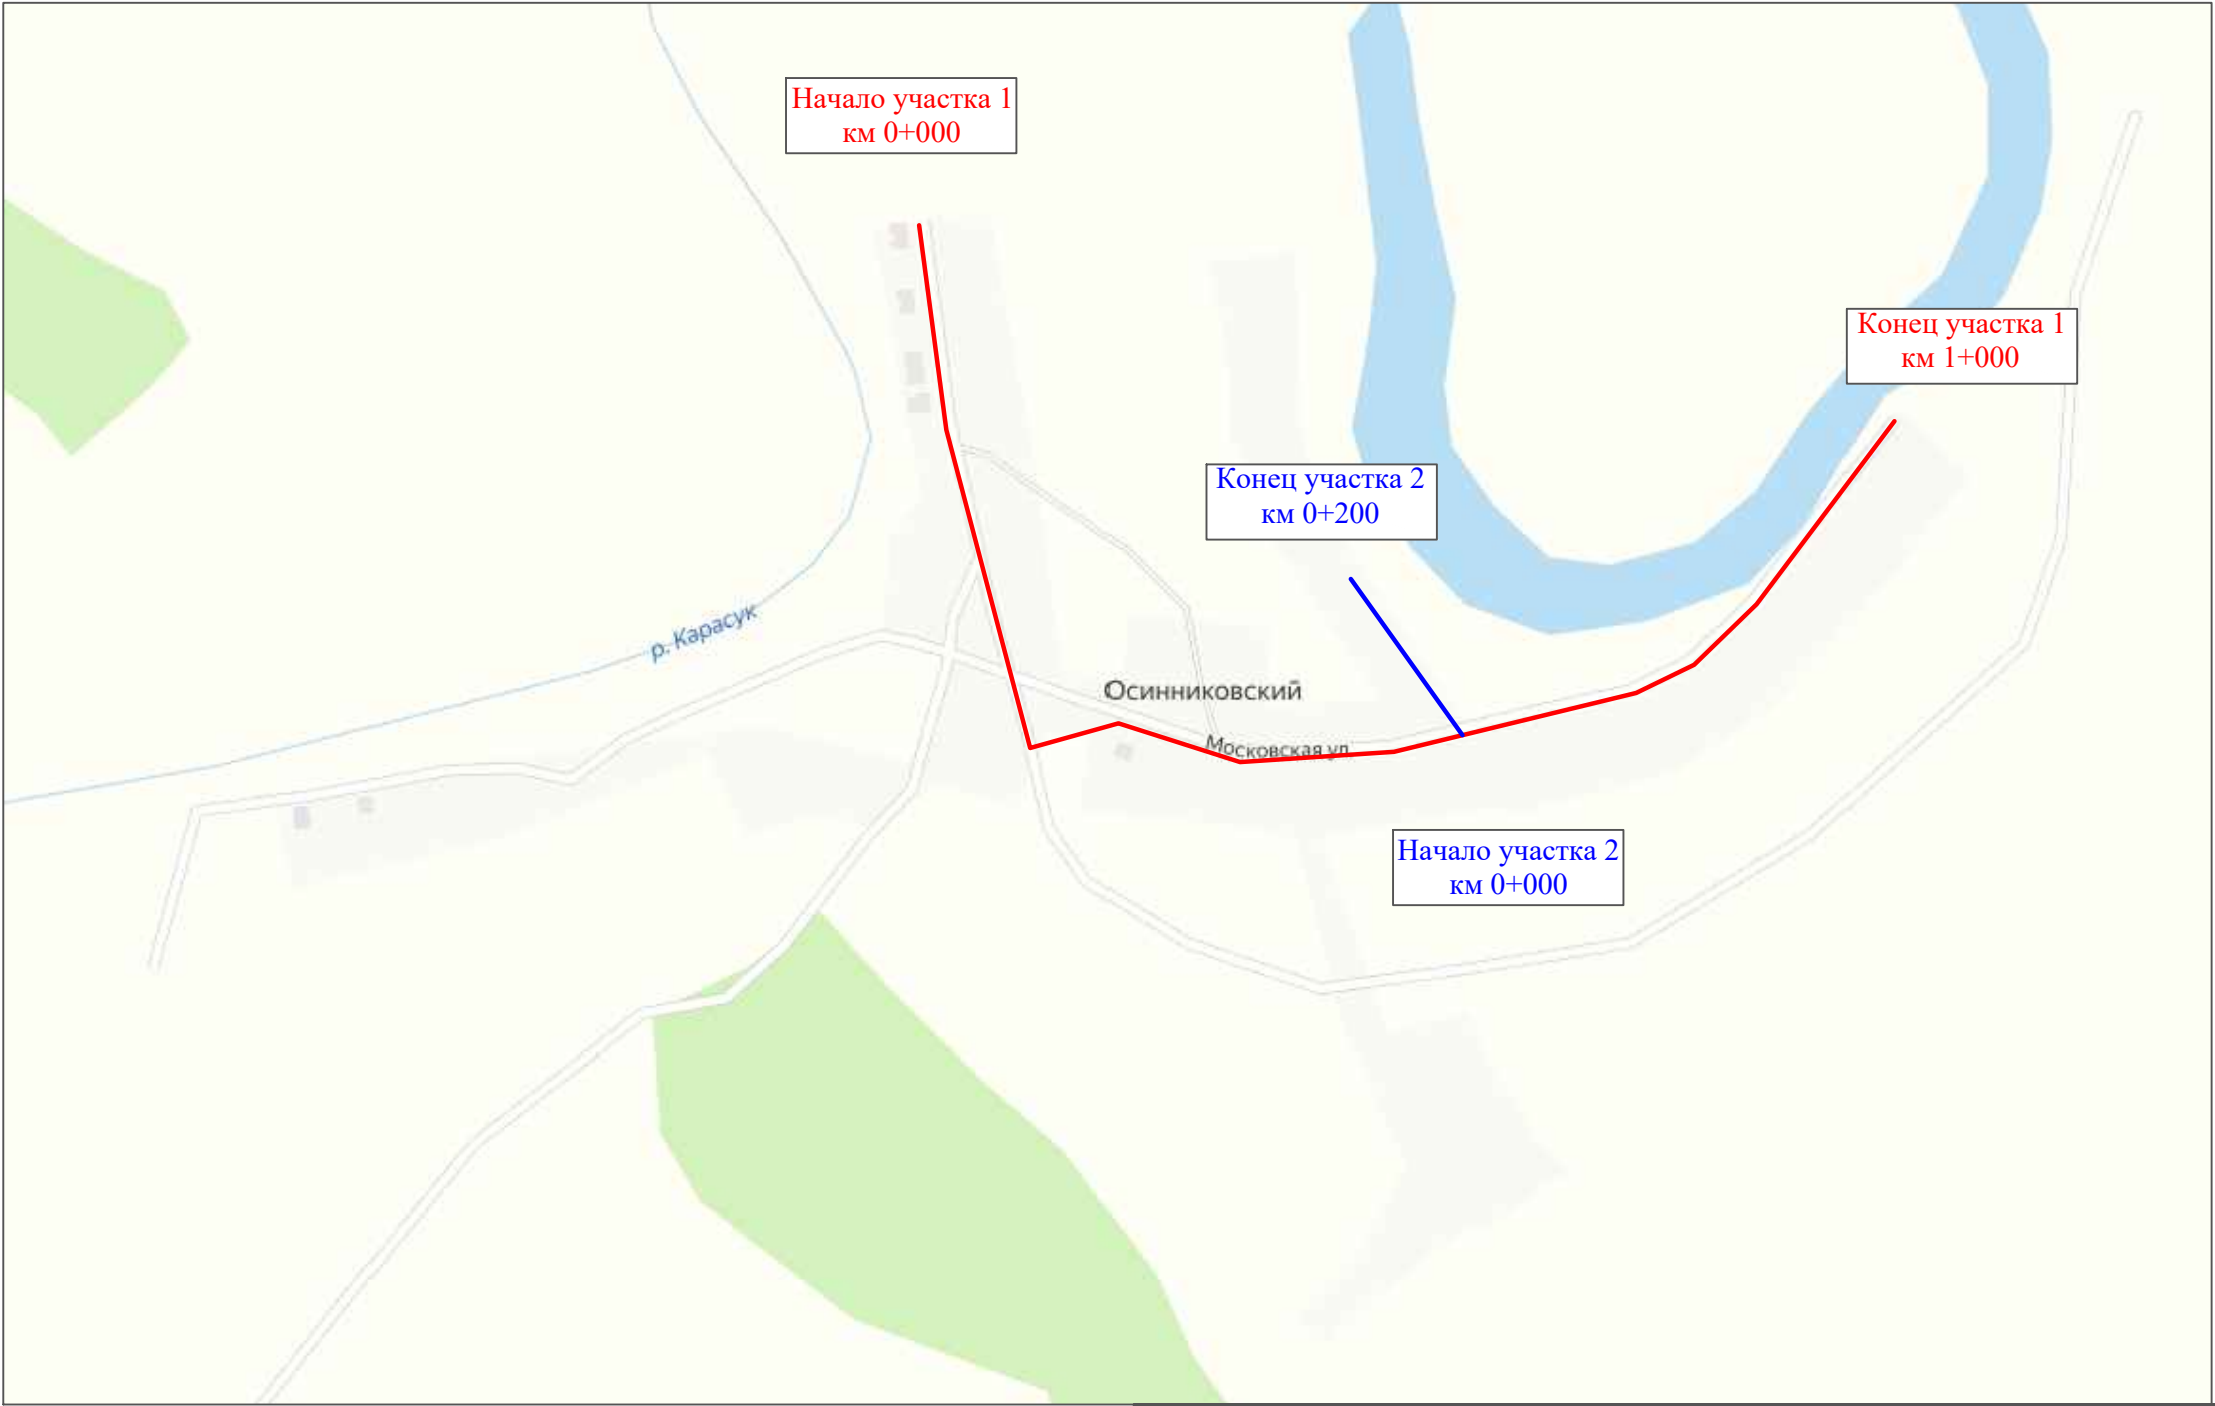 Начало участка 1
км 0+000
Конец участка 1
км 1+000
Конец участка 2
км 0+200
р. Карасук
Осинниковский
Московская ул
Начало участка 2
км 0+000